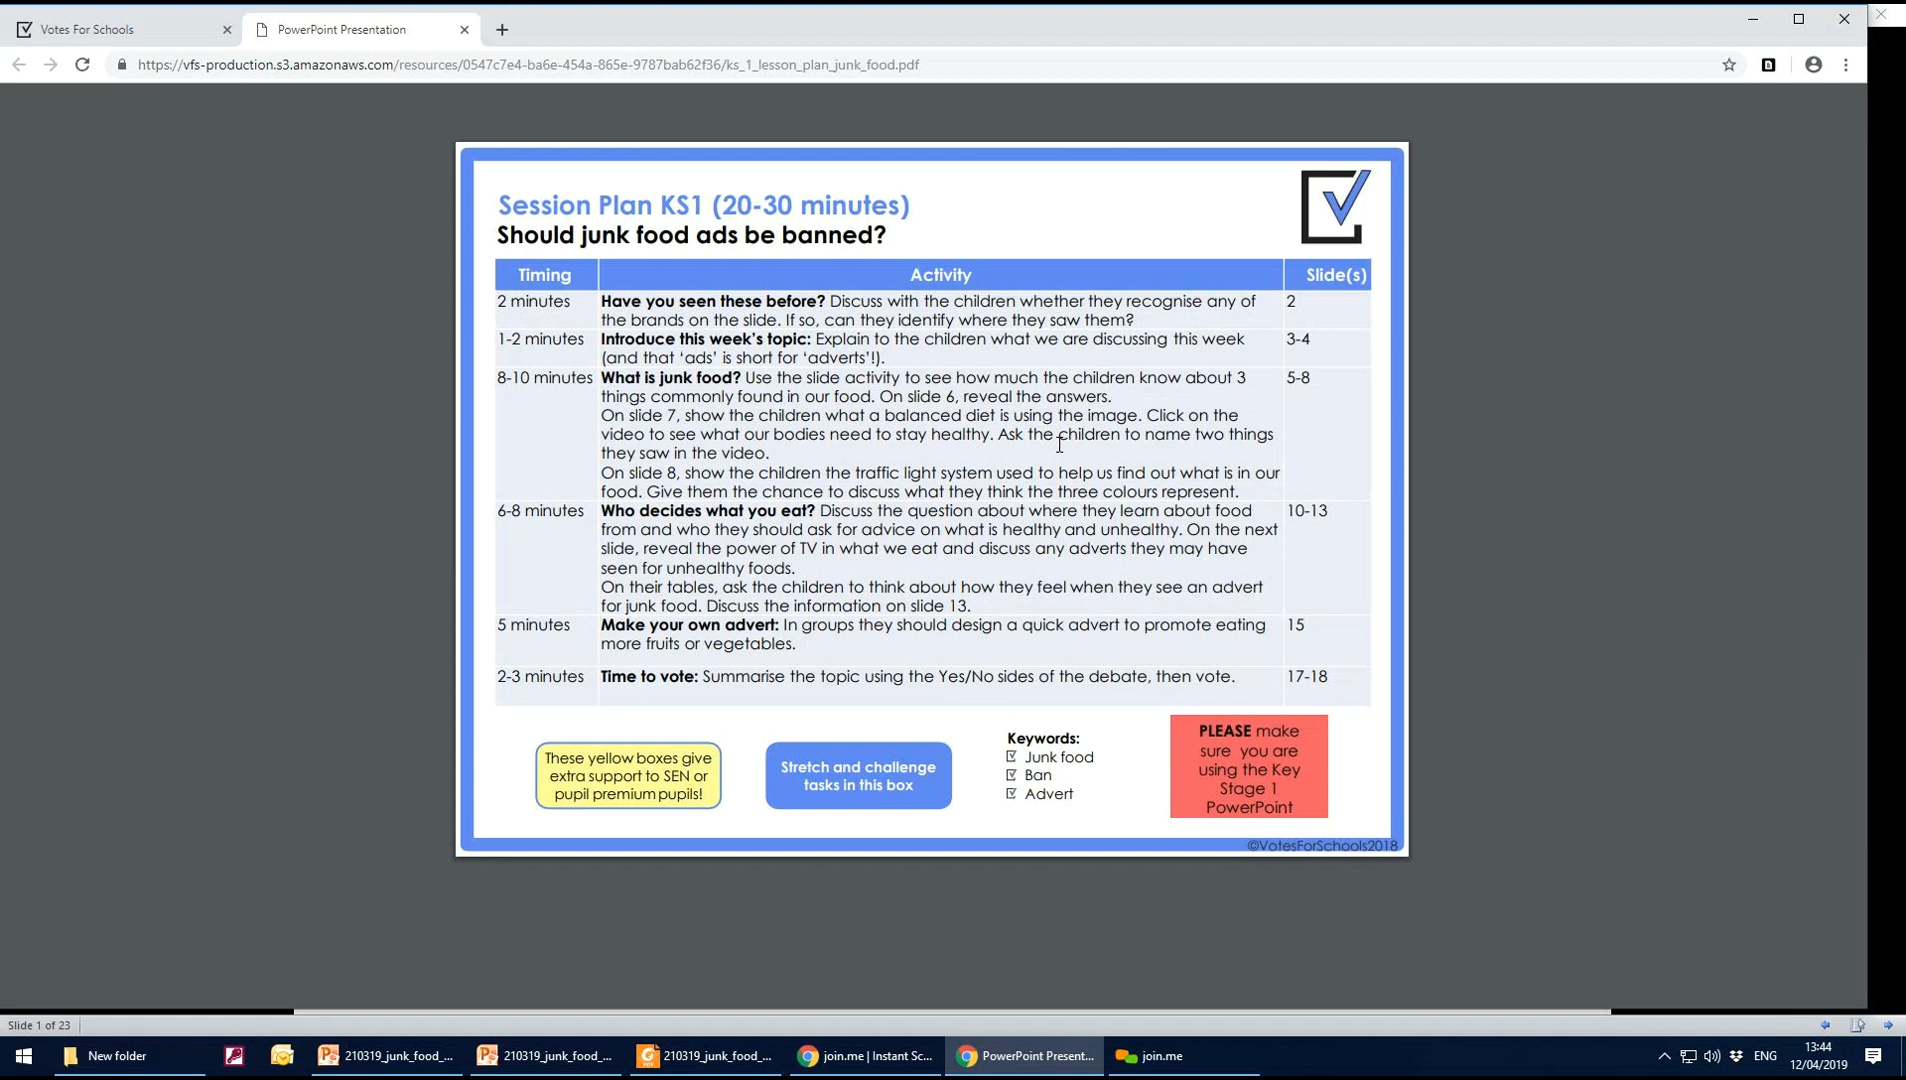 Votes For Schools
PowerPoint Presentation
https://vfs-production.s3.amazonaws.com/resources/0547c7e4-ba6e-454a-865e-9787bab62f36/ks_1_lesson_plan_junk_food.pdf
Session Plan KS1 (20-30 minutes)
Should junk food ads be banned?
Timing Activity Slide(s)
2 minutes Have you seen these before? Discuss with the children whether they recognise any of 2
the brands on the slide. If so, can they identify where they saw them?
1-2 minutes Introduce this week's topic: Explain to the children what we are discussing this week 3-4
(and that 'ads' is short for 'adverts'!).
8-10 minutes What is junk food? Use the slide activity to see how much the children know about 3 5-8
things commonly found in our food. On slide 6, reveal the answers.
On slide 7, show the children what a balanced diet is using the image. Click on the
video to see what our bodies need to stay healthy. Ask the children to name two things
they saw in the video.
On slide 8, show the children the traffic light system used to help us find out what is in our
food. Give them the chance to discuss what they think the three colours represent.
6-8 minutes Who decides what you eat? Discuss the question about where they learn about food 10-13
from and who they should ask for advice on what is healthy and unhealthy. On the next
slide, reveal the power of TV in what we eat and discuss any adverts they may have
seen for unhealthy foods.
On their tables, ask the children to think about how they feel when they see an advert
for junk food. Discuss the information on slide 13.
5 minutes Make your own advert: In groups they should design a quick advert to promote eating 15
more fruits or vegetables.
2-3 minutes Time to vote: Summarise the topic using the Yes/No sides of the debate, then vote. 17-18
These yellow boxes give
extra support to SEN or
pupil premium pupils!
Stretch and challenge
tasks in this box
Keywords:
Junk food
Ban
Advert
PLEASE make
sure you are
using the Key
Stage 1
PowerPoint
©VotesForSchools2018
Slide 1 of 23
New folder
210319_junk_food_...
210319_junk_food_...
210319_junk_food_...
join.me | Instant Sc...
PowerPoint Present...
join.me
ENG
13:44
12/04/2019